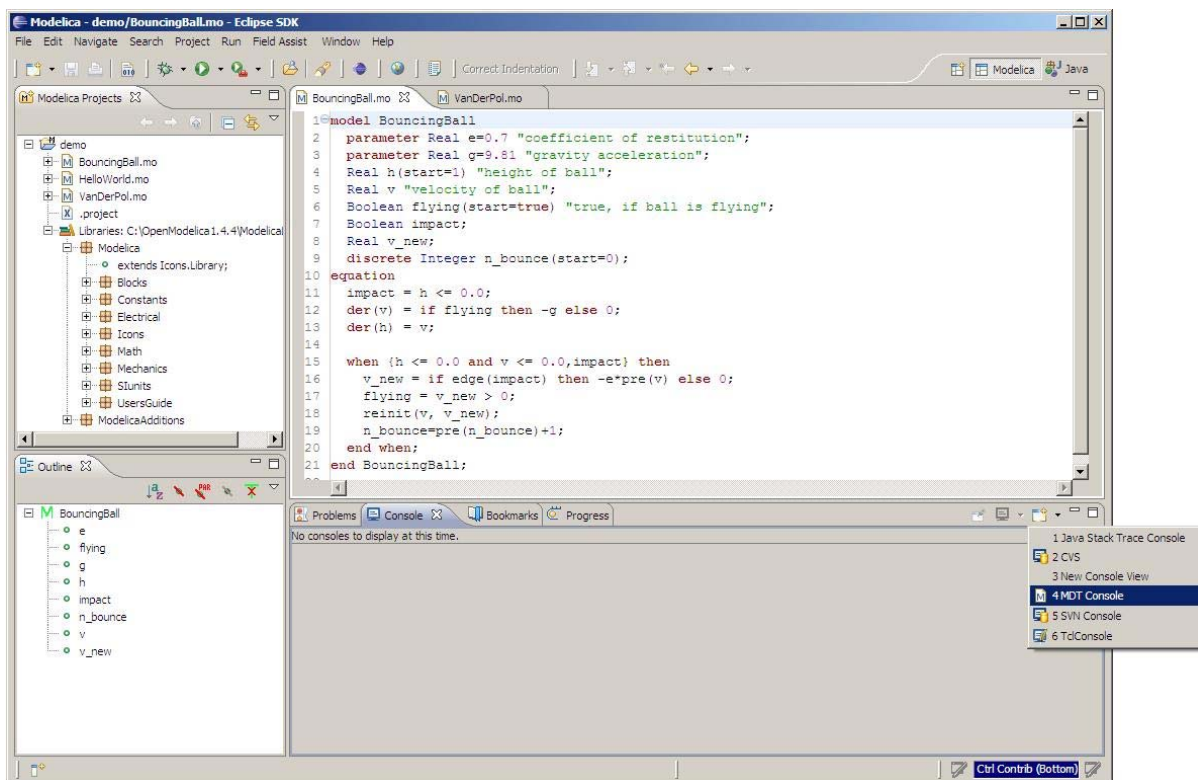 Modelica - demo/BouncingBall.mo - Eclipse SDK
File Edit Navigate Search Project Run Field Assist Window Help
Correct Indentation
Modelica
Java
Modelica Projects
demo
BouncingBall.mo
HelloWorld.mo
VanDerPol.mo
.project
Libraries: C:\OpenModelica1.4.4\Modelical
Modelica
extends Icons.Library;
Blocks
Constants
Electrical
Icons
Math
Mechanics
SIunits
UsersGuide
ModelicaAdditions
Outline
BouncingBall
e
flying
g
h
impact
n_bounce
v
v_new
BouncingBall.mo VanDerPol.mo
1 model BouncingBall
2 parameter Real e=0.7 "coefficient of restitution";
3 parameter Real g=9.81 "gravity acceleration";
4 Real h(start=1) "height of ball";
5 Real v "velocity of ball";
6 Boolean flying(start=true) "true, if ball is flying";
7 Boolean impact;
8 Real v_new;
9 discrete Integer n_bounce(start=0);
10 equation
11 impact = h <= 0.0;
12 der(v) = if flying then -g else 0;
13 der(h) = v;
14
15 when {h <= 0.0 and v <= 0.0,impact} then
16 v_new = if edge(impact) then -e*pre(v) else 0;
17 flying = v_new > 0;
18 reinit(v, v_new);
19 n_bounce=pre(n_bounce)+1;
20 end when;
21 end BouncingBall;
Problems Console Bookmarks Progress
No consoles to display at this time.
1 Java Stack Trace Console
2 CVS
3 New Console View
4 MDT Console
5 SVN Console
6 TclConsole
Ctrl Contrib (Bottom)